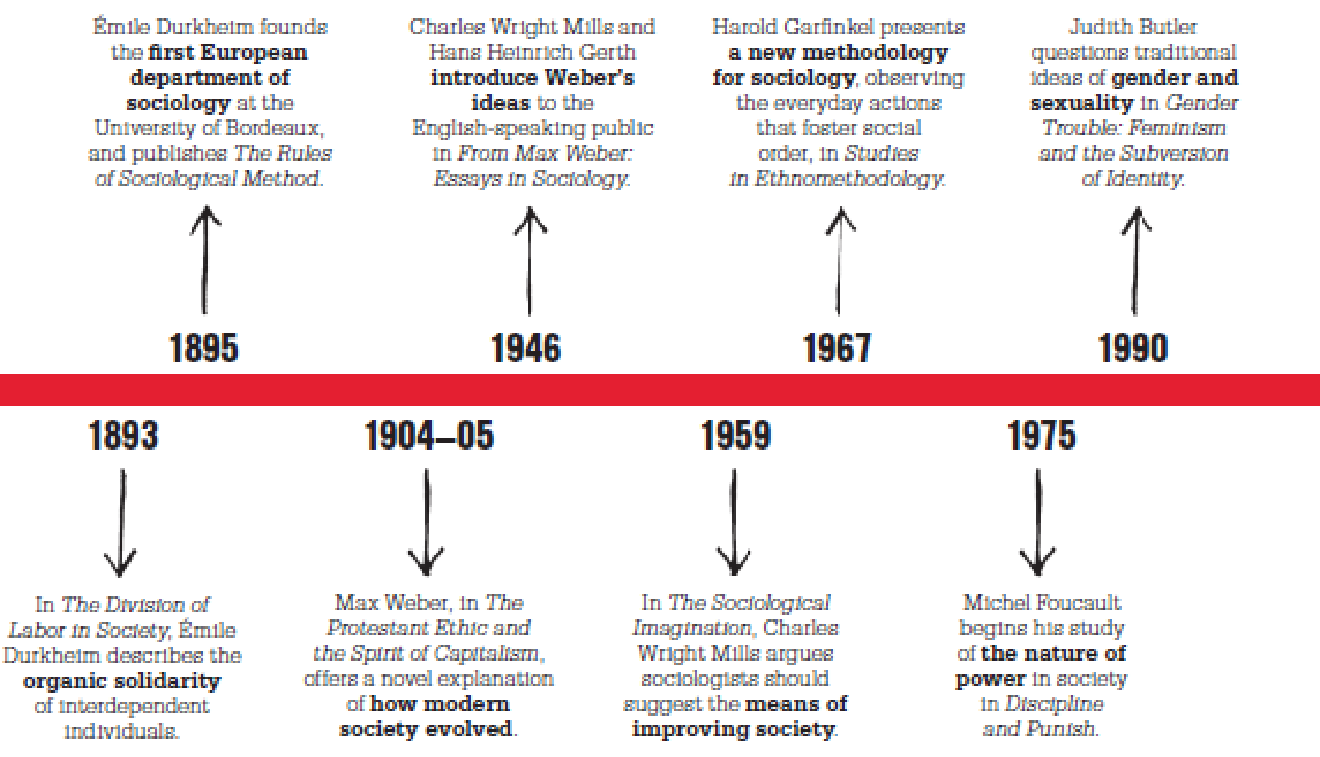 Émile Durkheim founds
the first European
department of
sociology at the
University of Bordeaux,
and publishes The Rules
of Sociological Method.
Charles Wright Mills and
Hans Heinrich Gerth
introduce Weber's
ideas to the
English-speaking public
in From Max Weber:
Essays in Sociology.
Harold Garfinkel presents
a new methodology
for sociology, observing
the everyday actions
that foster social
order, in Studies
in Ethnomethodology.
Judith Butler
questions traditional
ideas of gender and
sexuality in Gender
Trouble: Feminism
and the Subversion
of Identity.
1895
1946
1967
1990
1893
1904–05
1959
1975
In The Division of
Labor in Society, Émile
Durkheim describes the
organic solidarity
of interdependent
individuals.
Max Weber, in The
Protestant Ethic and
the Spirit of Capitalism,
offers a novel explanation
of how modern
society evolved.
In The Sociological
Imagination, Charles
Wright Mills argues
sociologists should
suggest the means of
improving society.
Michel Foucault
begins his study
of the nature of
power in society
in Discipline
and Punish.